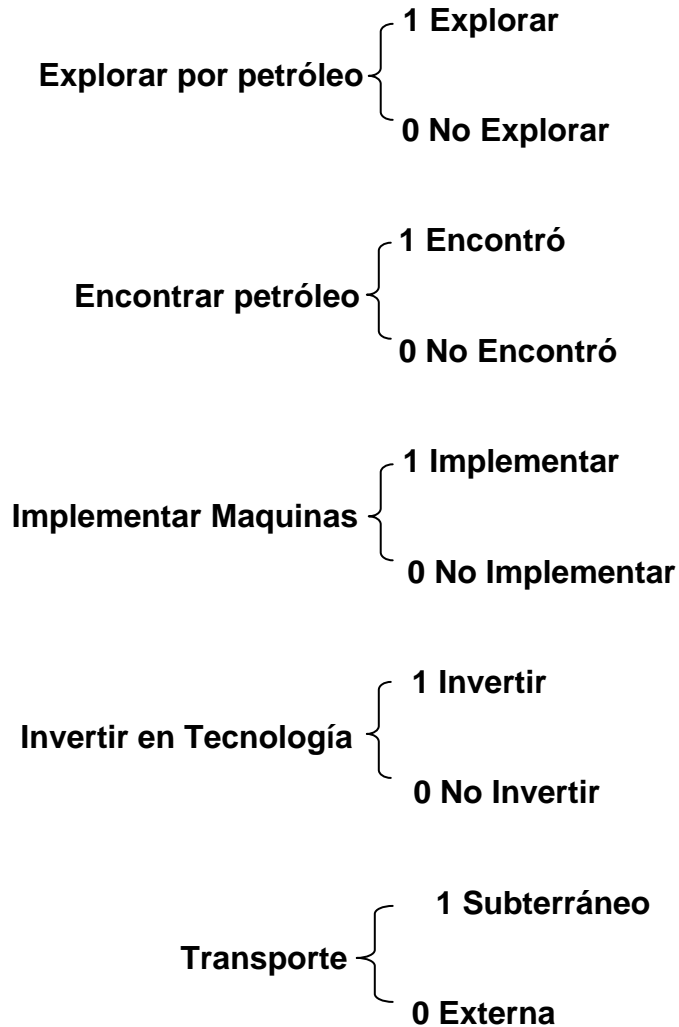 1 Explorar
Explorar por petróleo
0 No Explorar
1 Encontró
Encontrar petróleo
0 No Encontró
1 Implementar
Implementar Maquinas
0 No Implementar
1 Invertir
Invertir en Tecnología
0 No Invertir
1 Subterráneo
Transporte
0 Externa